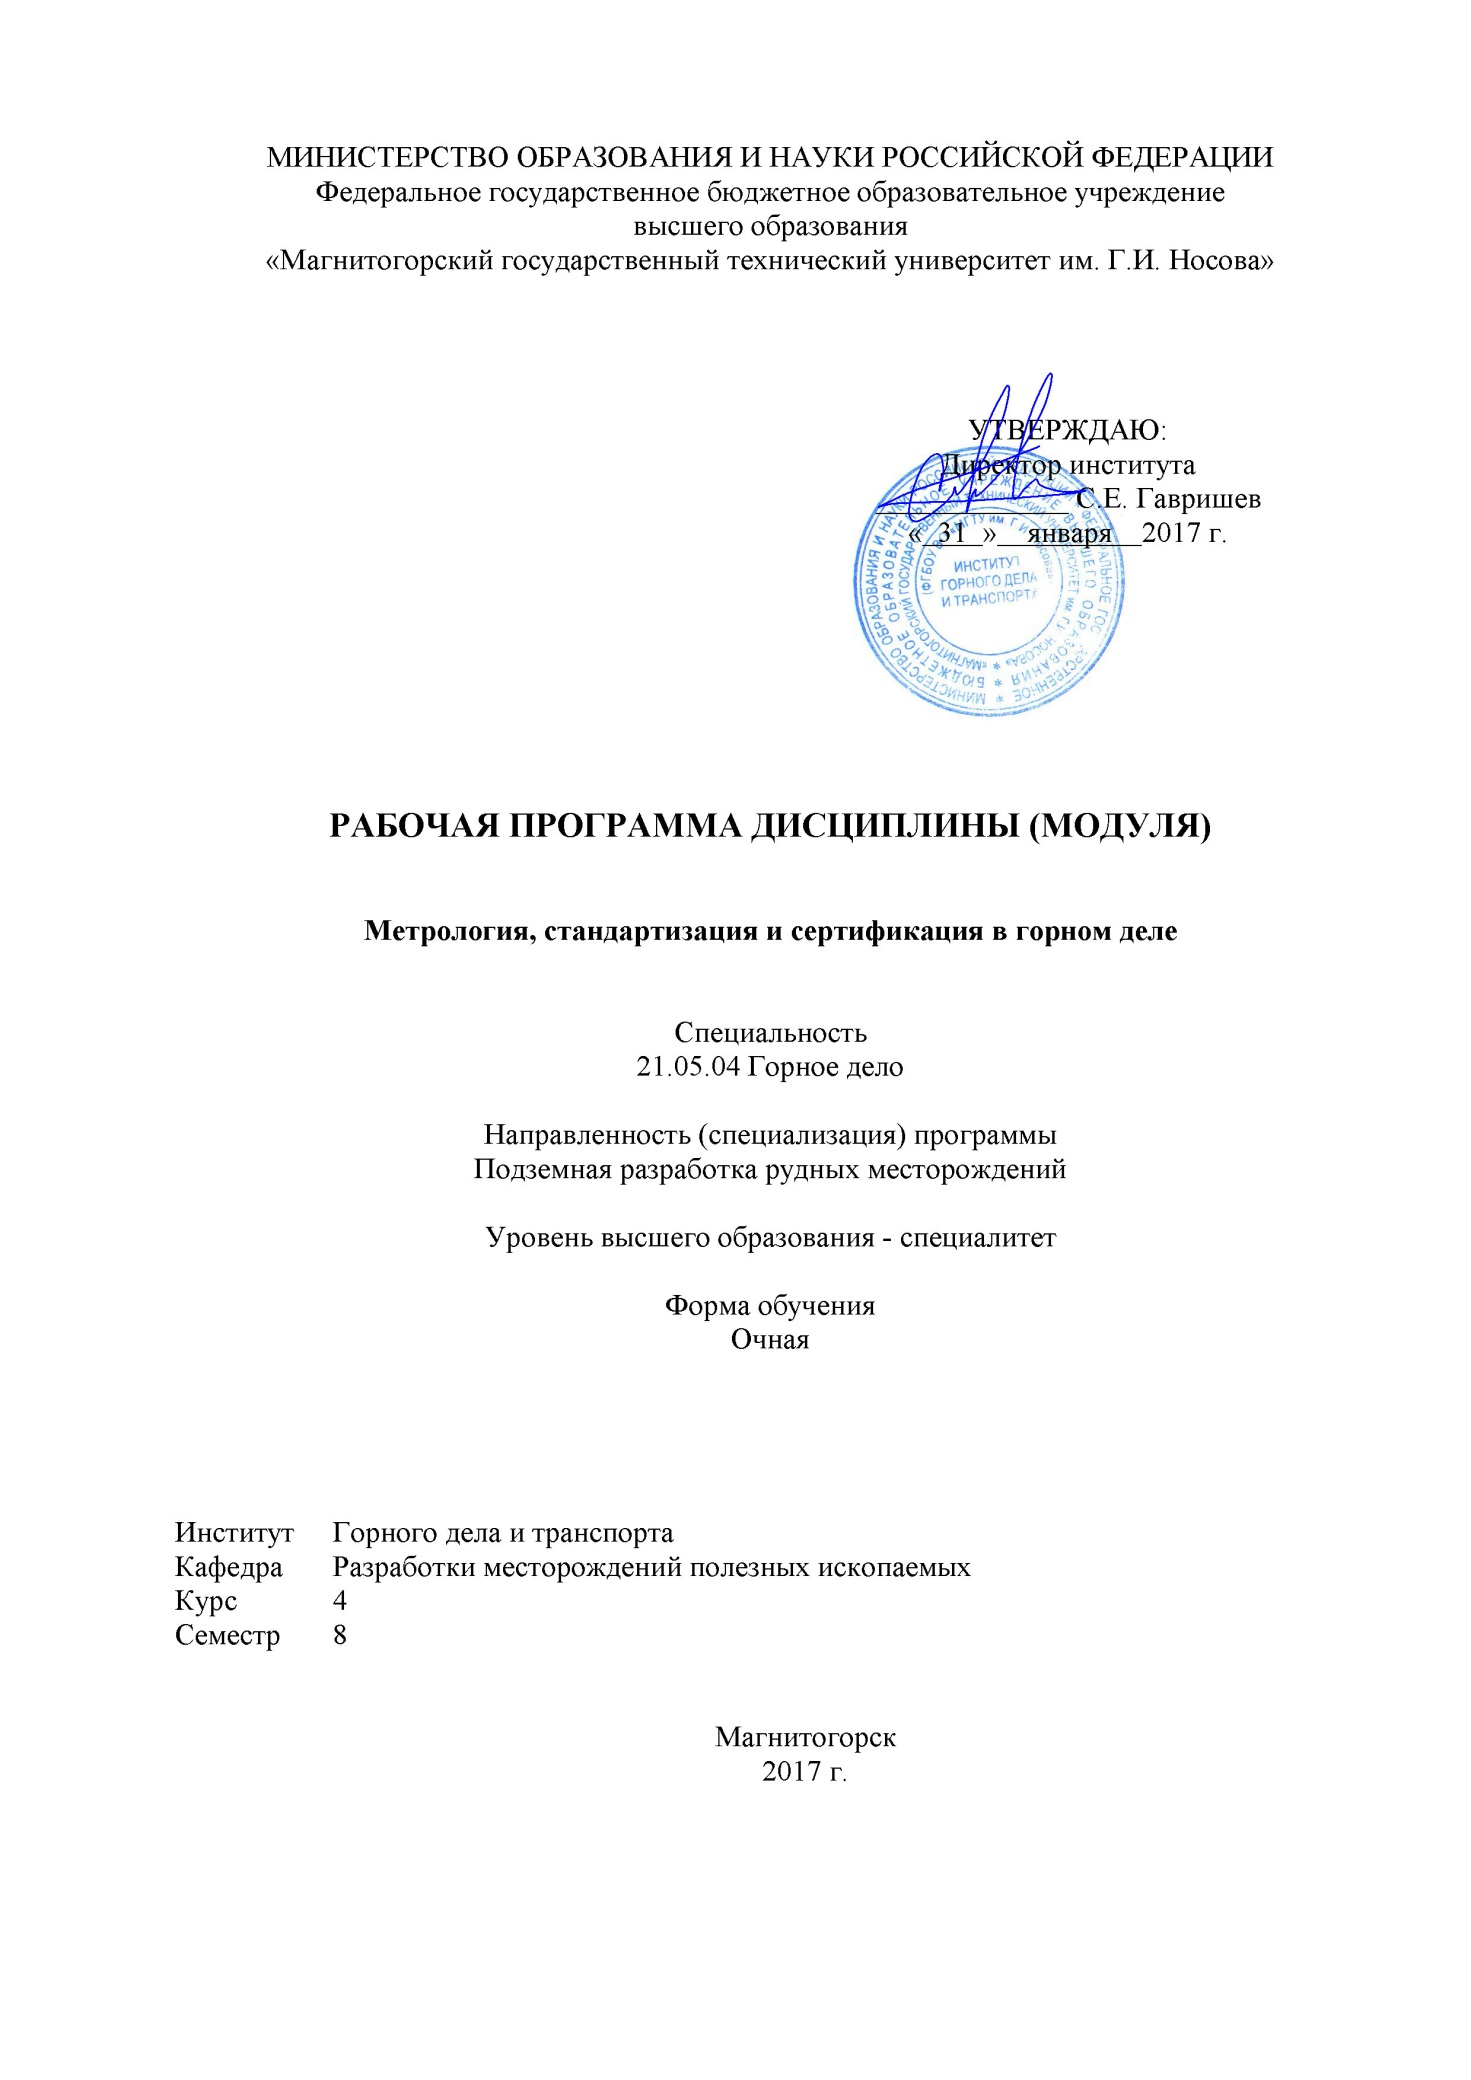 МИНИСТЕРСТВО ОБРАЗОВАНИЯ И НАУКИ РОССИЙСКОЙ ФЕДЕРАЦИИ
Федеральное государственное бюджетное образовательное учреждение
высшего образования
«Магнитогорский государственный технический университет им. Г.И. Носова»
УТВЕРЖДАЮ:
Директор института
С.Е. Гавришев
«31» января 2017 г.
ИНСТИТУТ
ГОРНОГО ДЕЛА
И ТРАНСПОРТА
РАБОЧАЯ ПРОГРАММА ДИСЦИПЛИНЫ (МОДУЛЯ)
Метрология, стандартизация и сертификация в горном деле
Специальность
21.05.04 Горное дело
Направленность (специализация) программы
Подземная разработка рудных месторождений
Уровень высшего образования - специалитет
Форма обучения
Очная
Институт Горного дела и транспорта
Кафедра Разработки месторождений полезных ископаемых
Курс 4
Семестр 8
Магнитогорск
2017 г.